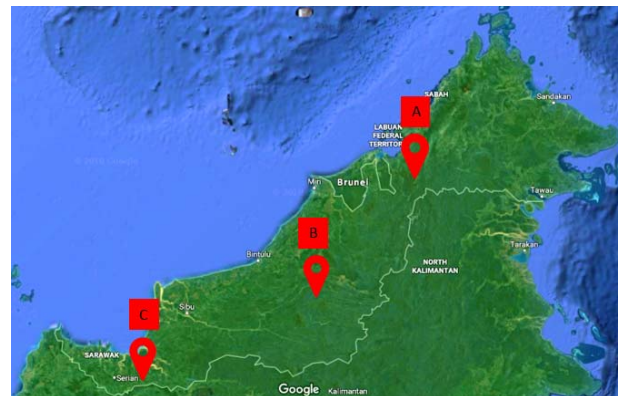 SABAH
Sandakan
A
LABUAN
FEDERAL
TERRITORY
Miri
Brunei
Tawau
B
Bintulu
NORTH
KALIMANTAN
Tarakan
C
Sibu
SARAWAK
Serian
Google
Kalimantan